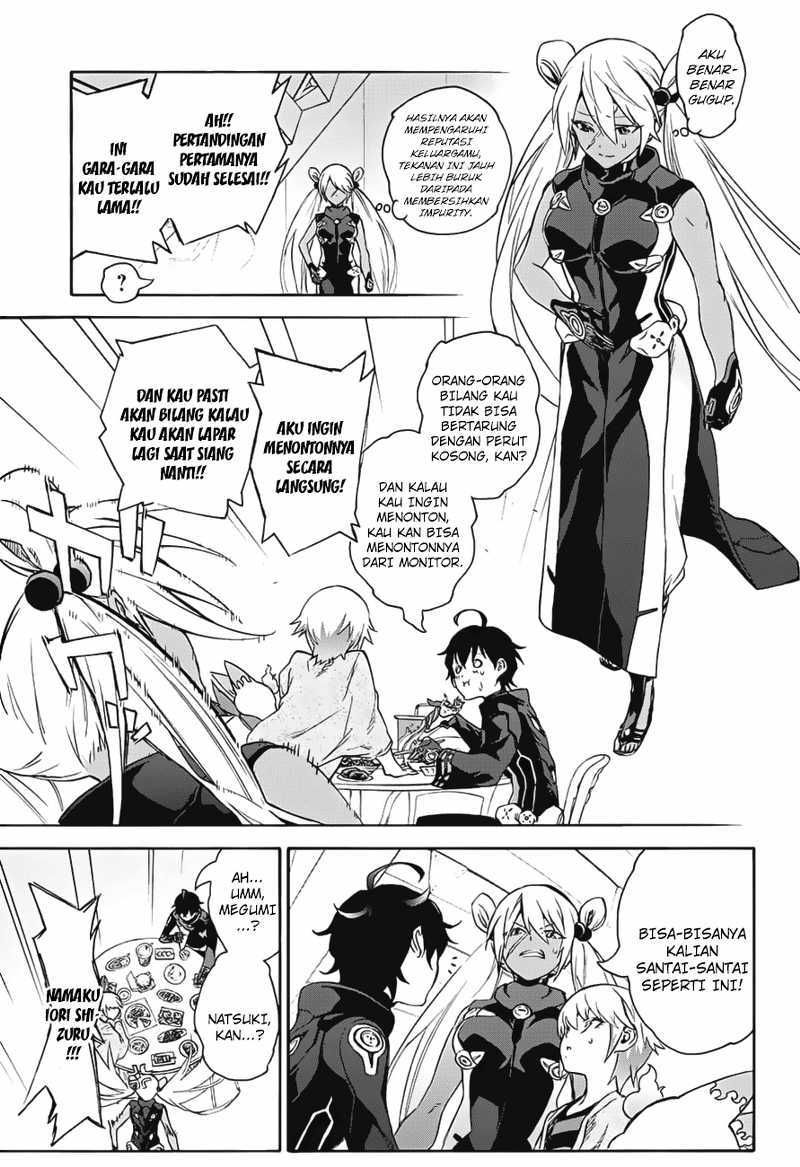 AKU
BENAR-
BENAR
GUGUP.
HASILNYA AKAN
MEMPENGARUHI
REPUTASI
KELUARGAMU,
TEKANAN INI JAUH
LEBIH BURUK
DARIPADA
MEMBERSIHKAN
IMPURITY.
AH!!
PERTANDINGAN
PERTAMANYA
SUDAH SELESAI!!
INI
GARA-GARA
KAU TERLALU
LAMA!!
?
ORANG-ORANG
BILANG KAU
TIDAK BISA
BERTARUNG
DENGAN PERUT
KOSONG, KAN?
DAN KALAU
KAU INGIN
MENONTON,
KAU KAN BISA
MENONTONNYA
DARI MONITOR.
AKU INGIN
MENONTONNYA
SECARA
LANGSUNG!
DAN KAU PASTI
AKAN BILANG KALAU
KAU AKAN LAPAR
LAGI SAAT SIANG
NANTI!!
BISA-BISANYA
KALIAN
SANTAI-SANTAI
SEPERTI INI!
AH...
UMM,
MEGUMI
...?
NATSUKI,
KAN...?
NAMAKU
IORI SHI
ZURU
!!!